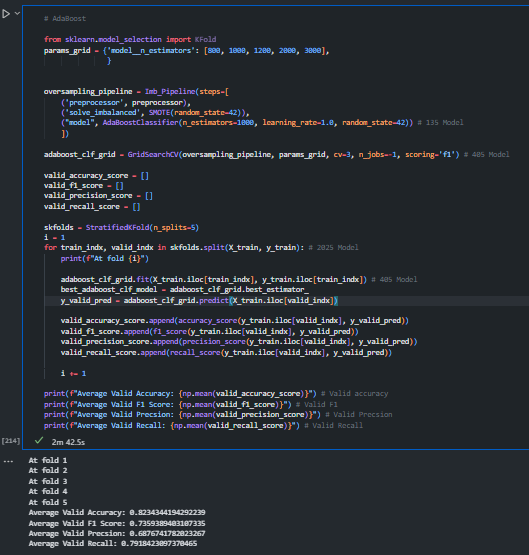 # AdaBoost
from sklearn.model_selection import KFold
params_grid = {'model__n_estimators': [800, 1000, 1200, 2000, 3000],
}
oversampling_pipeline = Imb_Pipeline(steps=[
('preprocessor', preprocessor),
('solve_imbalanced', SMOTE(random_state=42)),
("model", AdaBoostClassifier(n_estimators=1000, learning_rate=1.0, random_state=42)) # 135 Model
])
adaboost_clf_grid = GridSearchCV(oversampling_pipeline, params_grid, cv=3, n_jobs=-1, scoring='f1') # 405 Model
valid_accuracy_score = []
valid_f1_score = []
valid_precision_score = []
valid_recall_score = []
skfolds = StratifiedKFold(n_splits=5)
i = 1
for train_indx, valid_indx in skfolds.split(X_train, y_train): # 2025 Model
print(f"At fold {i}")
adaboost_clf_grid.fit(X_train.iloc[train_indx], y_train.iloc[train_indx]) # 405 Model
best_adaboost_clf_model = adaboost_clf_grid.best_estimator_
y_valid_pred = adaboost_clf_grid.predict(X_train.iloc[valid_indx])
valid_accuracy_score.append(accuracy_score(y_train.iloc[valid_indx], y_valid_pred))
valid_f1_score.append(f1_score(y_train.iloc[valid_indx], y_valid_pred))
valid_precision_score.append(precision_score(y_train.iloc[valid_indx], y_valid_pred))
valid_recall_score.append(recall_score(y_train.iloc[valid_indx], y_valid_pred))
i += 1
print(f"Average Valid Accuracy: {np.mean(valid_accuracy_score)}") # Valid accuracy
print(f"Average Valid F1 Score: {np.mean(valid_f1_score)}") # Valid F1
print(f"Average Valid Precsion: {np.mean(valid_precision_score)}") # Valid Precsion
print(f"Average Valid Recall: {np.mean(valid_recall_score)}") # Valid Recall
[214] 2m 42.5s
... At fold 1
At fold 2
At fold 3
At fold 4
At fold 5
Average Valid Accuracy: 0.8234344194292239
Average Valid F1 Score: 0.7359389403107335
Average Valid Precsion: 0.6876741782023267
Average Valid Recall: 0.7918423097370465